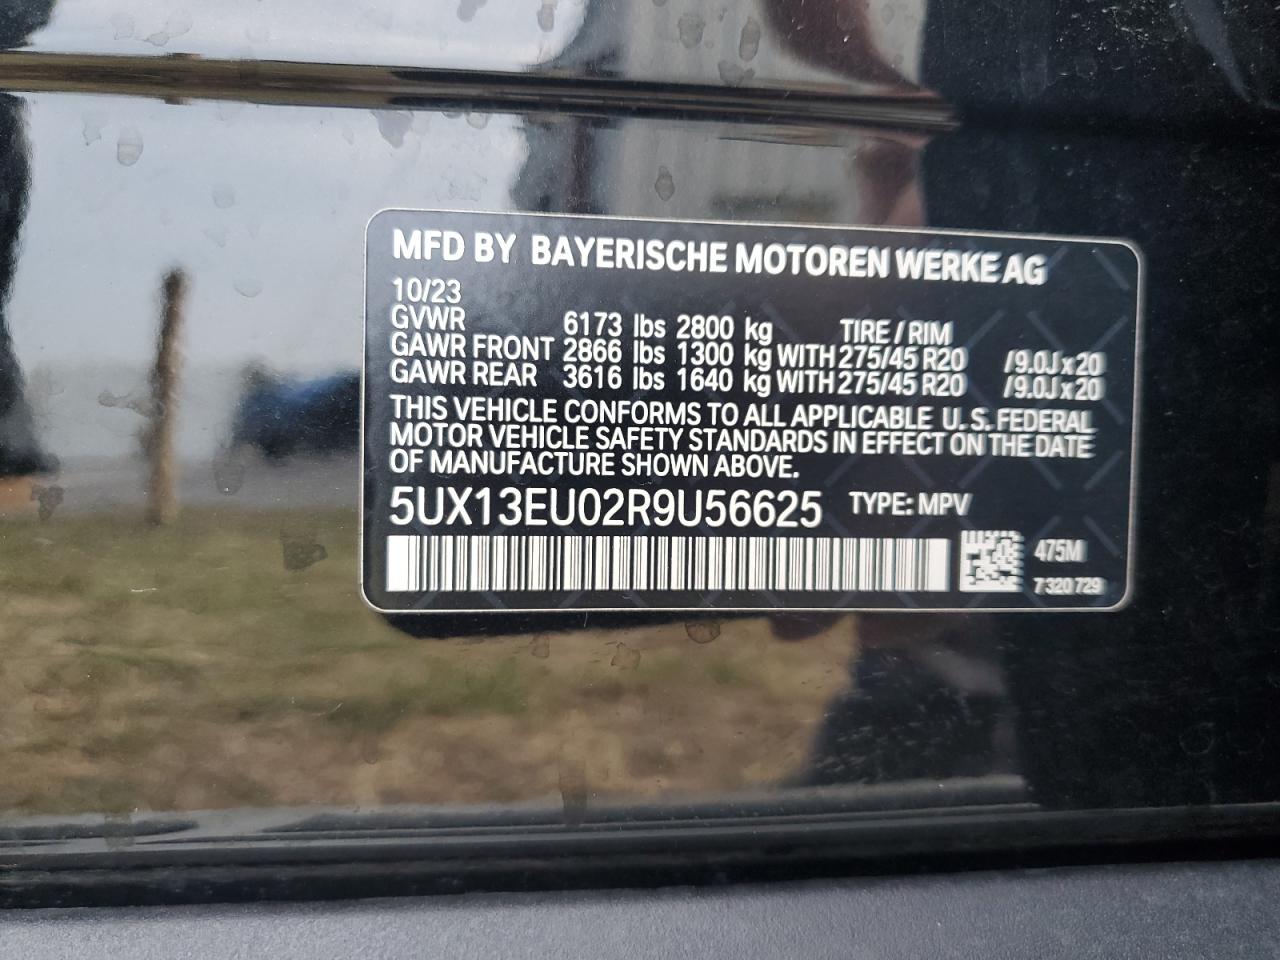 MFD BY BAYERISCHE MOTOREN WERKE AG
10/23
GVWR 6173 lbs 2800 kg TIRE / RIM
GAWR FRONT 2866 lbs 1300 kg WITH 275/45 R20 /9.0J x 20
GAWR REAR 3616 lbs 1640 kg WITH 275/45 R20 /9.0J x 20
THIS VEHICLE CONFORMS TO ALL APPLICABLE U.S. FEDERAL
MOTOR VEHICLE SAFETY STANDARDS IN EFFECT ON THE DATE
OF MANUFACTURE SHOWN ABOVE.
5UX13EU02R9U56625 TYPE: MPV
475M
7 320 729